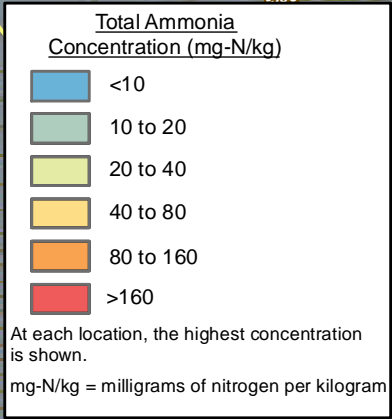 Total Ammonia
Concentration (mg-N/kg)
<10
10 to 20
20 to 40
40 to 80
80 to 160
>160
At each location, the highest concentration
is shown.
mg-N/kg = milligrams of nitrogen per kilogram